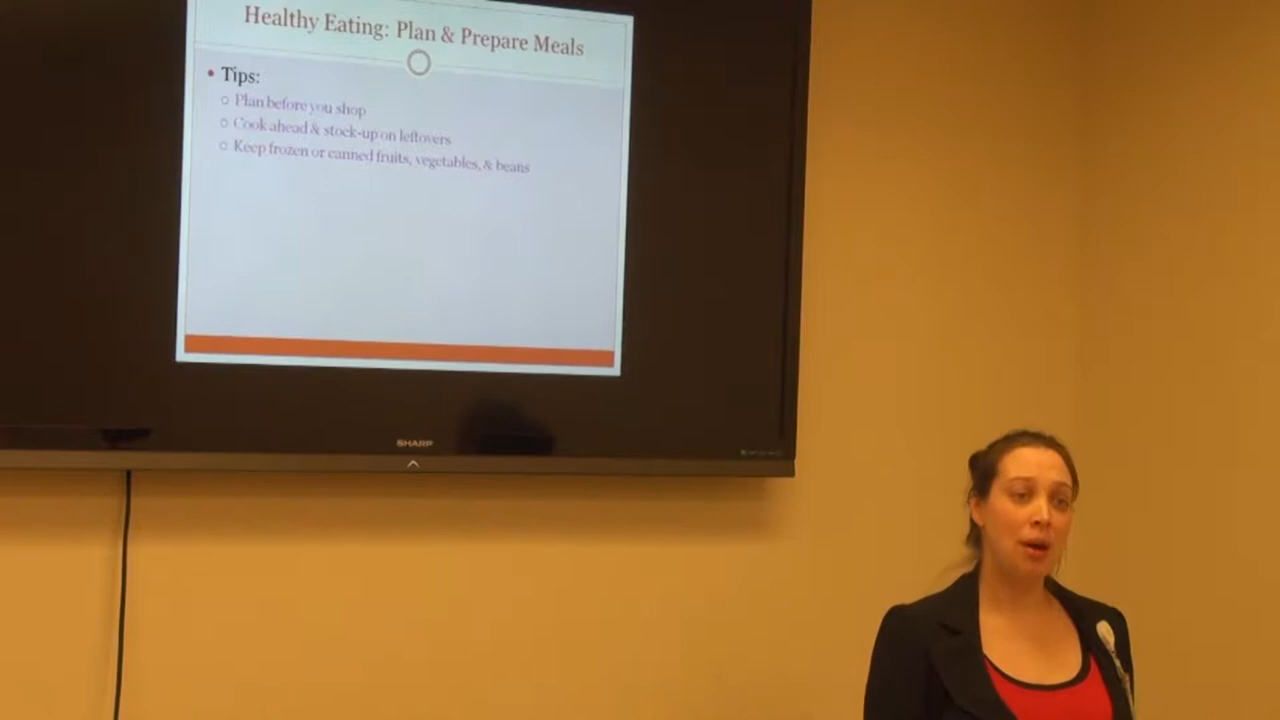 Healthy Eating: Plan & Prepare Meals
• Tips:
○ Plan before you shop
○ Cook ahead & stock-up on leftovers
○ Keep frozen or canned fruits, vegetables, & beans
SHARP